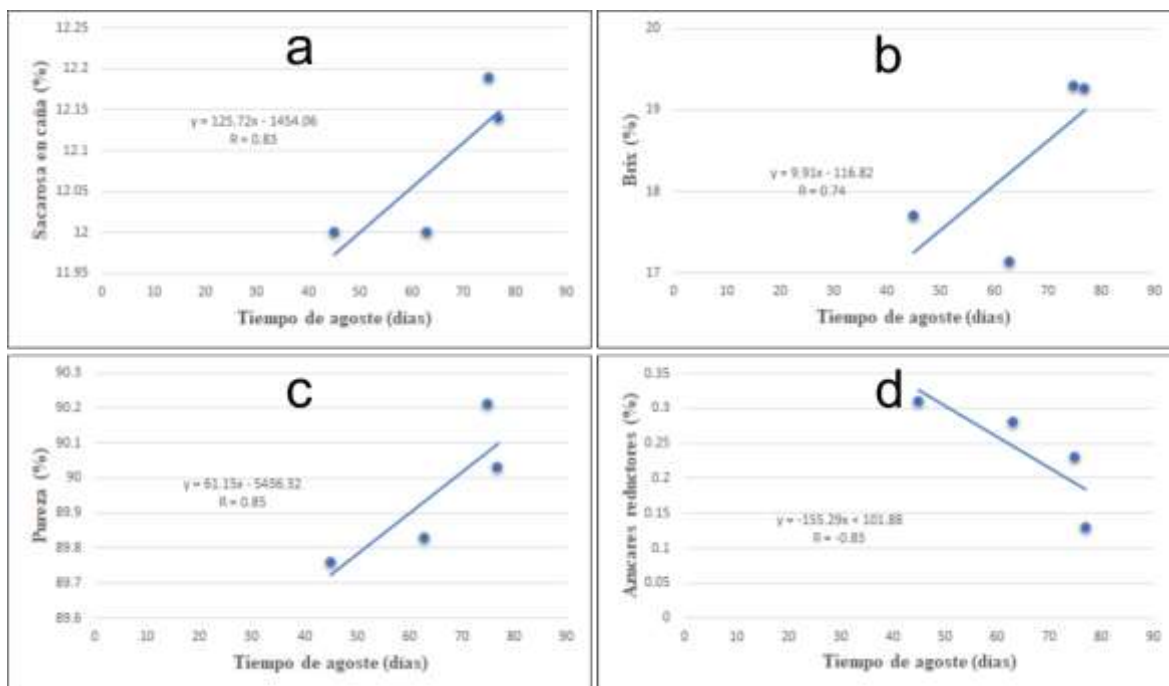 a
12.25
12.2
12.15
12.1
12.05
12
11.95
Sacarosa en caña (%)
y = 125.72x - 1454.06
R = 0.83
0 10 20 30 40 50 60 70 80 90
Tiempo de agoste (días)
b
20
19
18
17
Brix (%)
y = 9.91x - 116.82
R = 0.74
0 10 20 30 40 50 60 70 80 90
Tiempo de agoste (días)
c
90.3
90.2
90.1
90
89.9
89.8
89.7
89.6
Pureza (%)
y = 61.15x - 5436.32
R = 0.85
0 10 20 30 40 50 60 70 80 90
Tiempo de agoste (días)
d
0.35
0.3
0.25
0.2
0.15
0.1
0.05
0
Azucares reductores (%)
y = -155.29x + 101.88
R = -0.85
0 10 20 30 40 50 60 70 80 90
Tiempo de agoste (días)